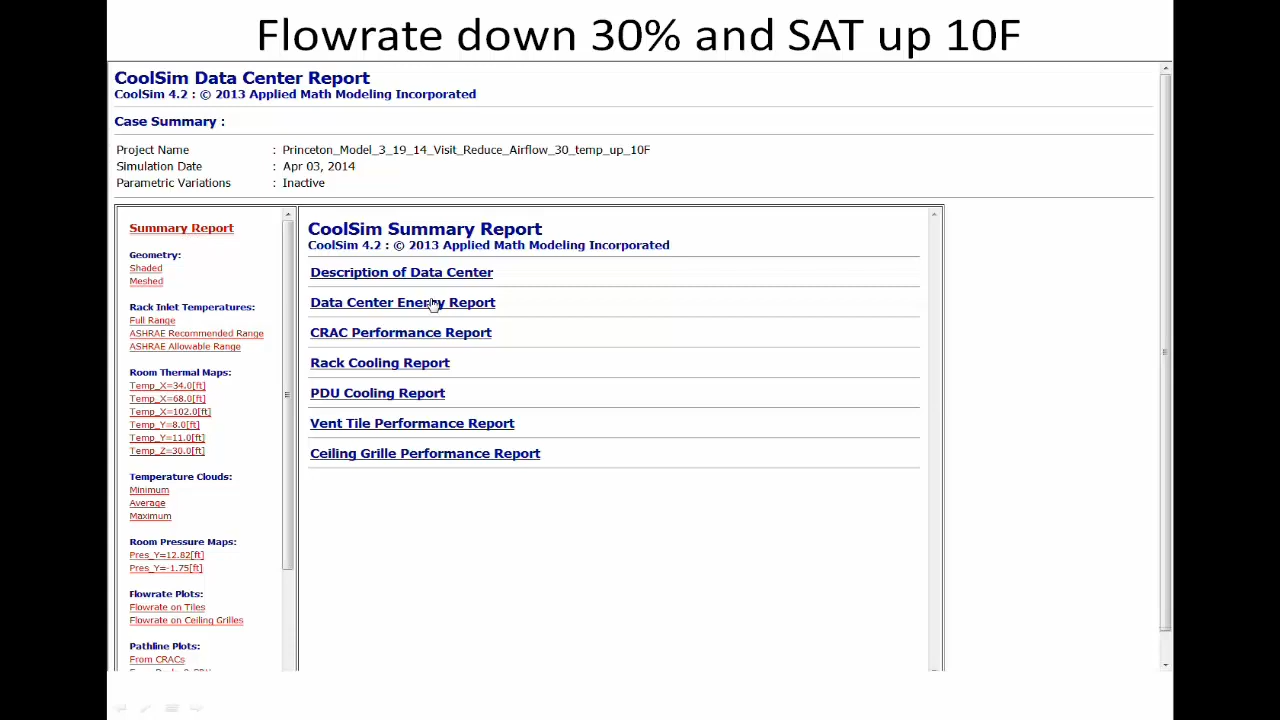 Flowrate down 30% and SAT up 10F
CoolSim Data Center Report
CoolSim 4.2 : © 2013 Applied Math Modeling Incorporated
Case Summary :
Project Name : Princeton_Model_3_19_14_Visit_Reduce_Airflow_30_temp_up_10F
Simulation Date : Apr 03, 2014
Parametric Variations : Inactive
Summary Report
Geometry:
Shaded
Meshed
Rack Inlet Temperatures:
Full Range
ASHRAE Recommended Range
ASHRAE Allowable Range
Room Thermal Maps:
Temp_X=34.0[ft]
Temp_X=68.0[ft]
Temp_X=102.0[ft]
Temp_Y=8.0[ft]
Temp_Y=11.0[ft]
Temp_Z=30.0[ft]
Temperature Clouds:
Minimum
Average
Maximum
Room Pressure Maps:
Pres_Y=12.82[ft]
Pres_Y=-1.75[ft]
Flowrate Plots:
Flowrate on Tiles
Flowrate on Ceiling Grilles
Pathline Plots:
From CRACs
CoolSim Summary Report
CoolSim 4.2 : © 2013 Applied Math Modeling Incorporated
Description of Data Center
Data Center Energy Report
CRAC Performance Report
Rack Cooling Report
PDU Cooling Report
Vent Tile Performance Report
Ceiling Grille Performance Report